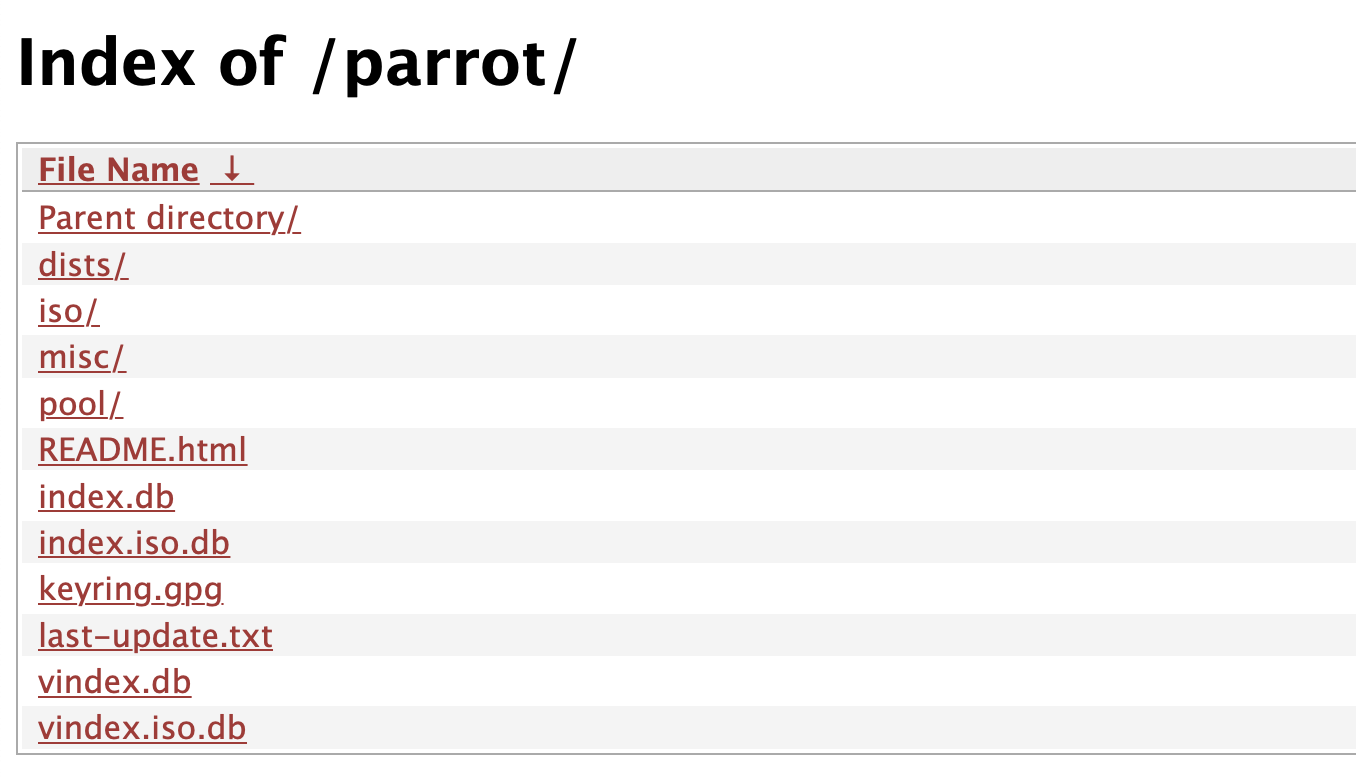 Index of /parrot/
File Name ↓
Parent directory/
dists/
iso/
misc/
pool/
README.html
index.db
index.iso.db
keyring.gpg
last-update.txt
vindex.db
vindex.iso.db